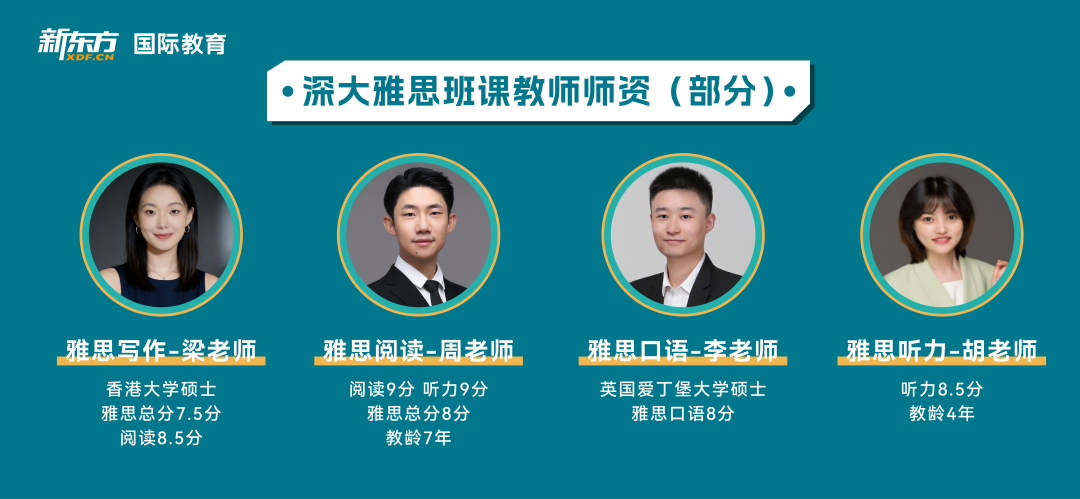 新东方 国际教育
XDF.CN
•深大雅思班课教师师资（部分）•
雅思写作-梁老师
香港大学硕士
雅思总分7.5分
阅读8.5分
雅思阅读-周老师
阅读9分 听力9分
雅思总分8分
教龄7年
雅思口语-李老师
英国爱丁堡大学硕士
雅思口语8分
雅思听力-胡老师
听力8.5分
教龄4年